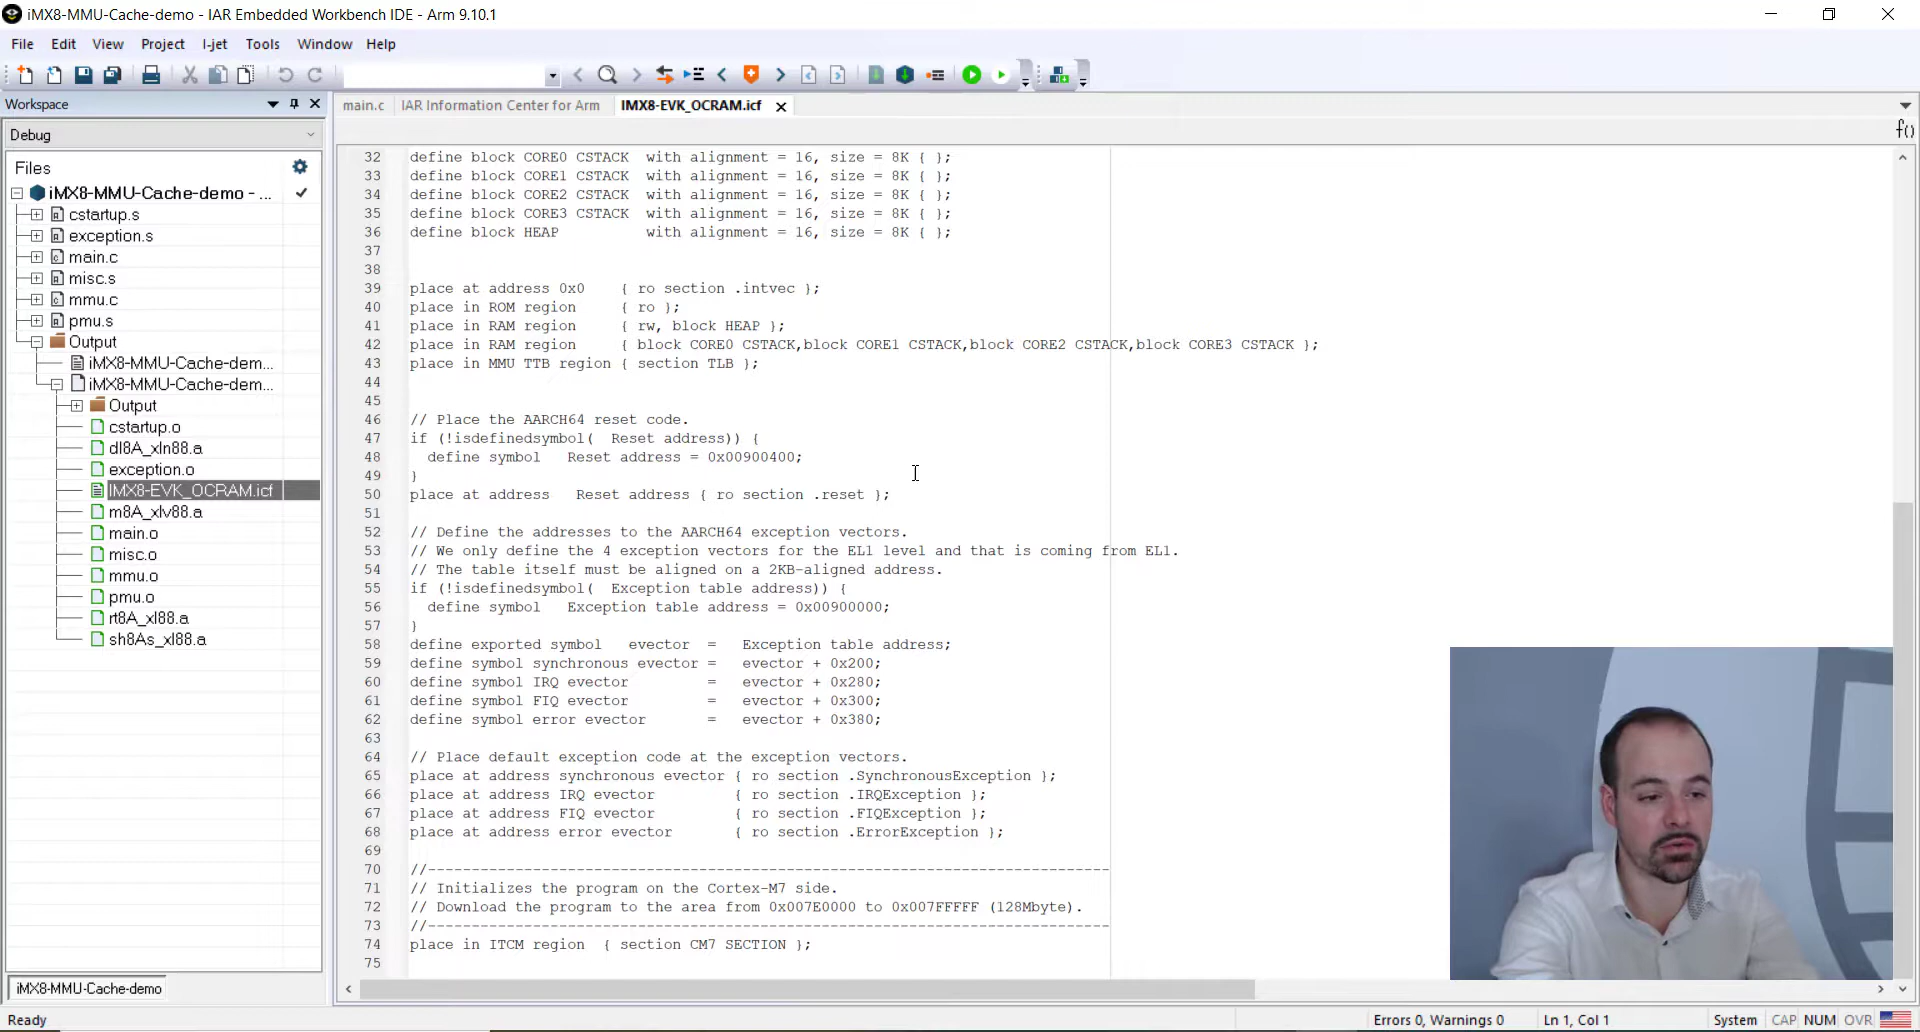 iMX8-MMU-Cache-demo - IAR Embedded Workbench IDE - Arm 9.10.1
File Edit View Project I-jet Tools Window Help
Workspace
main.c IAR Information Center for Arm IMX8-EVK_OCRAM.icf
Debug
Files
iMX8-MMU-Cache-demo - ...
cstartup.s
exception.s
main.c
misc.s
mmu.c
pmu.s
Output
iMX8-MMU-Cache-dem...
iMX8-MMU-Cache-dem...
Output
cstartup.o
dl8A_xln88.a
exception.o
IMX8-EVK_OCRAM.icf
m8A_xlv88.a
main.o
misc.o
mmu.o
pmu.o
rt8A_xl88.a
sh8As_xl88.a
iMX8-MMU-Cache-demo
f()
32 define block CORE0 CSTACK with alignment = 16, size = 8K { };
33 define block CORE1 CSTACK with alignment = 16, size = 8K { };
34 define block CORE2 CSTACK with alignment = 16, size = 8K { };
35 define block CORE3 CSTACK with alignment = 16, size = 8K { };
36 define block HEAP with alignment = 16, size = 8K { };
37
38
39 place at address 0x0 { ro section .intvec };
40 place in ROM region { ro };
41 place in RAM region { rw, block HEAP };
42 place in RAM region { block CORE0 CSTACK,block CORE1 CSTACK,block CORE2 CSTACK,block CORE3 CSTACK };
43 place in MMU TTB region { section TLB };
44
45
46 // Place the AARCH64 reset code.
47 if (!isdefinedsymbol( Reset address)) {
48 define symbol Reset address = 0x00900400;
49 }
50 place at address Reset address { ro section .reset };
51
52 // Define the addresses to the AARCH64 exception vectors.
53 // We only define the 4 exception vectors for the EL1 level and that is coming from EL1.
54 // The table itself must be aligned on a 2KB-aligned address.
55 if (!isdefinedsymbol( Exception table address)) {
56 define symbol Exception table address = 0x00900000;
57 }
58 define exported symbol evector = Exception table address;
59 define symbol synchronous evector = evector + 0x200;
60 define symbol IRQ evector = evector + 0x280;
61 define symbol FIQ evector = evector + 0x300;
62 define symbol error evector = evector + 0x380;
63
64 // Place default exception code at the exception vectors.
65 place at address synchronous evector { ro section .SynchronousException };
66 place at address IRQ evector { ro section .IRQException };
67 place at address FIQ evector { ro section .FIQException };
68 place at address error evector { ro section .ErrorException };
69
70 //------------------------------------------------------------------------------
71 // Initializes the program on the Cortex-M7 side.
72 // Download the program to the area from 0x007E0000 to 0x007FFFFF (128Mbyte).
73 //------------------------------------------------------------------------------
74 place in ITCM region { section CM7 SECTION };
75
Ready Errors 0, Warnings 0 Ln 1, Col 1 System CAP NUM OVR